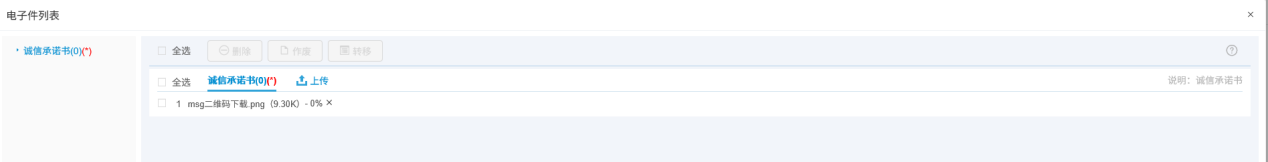 电子件列表 ×
诚信承诺书(0)(*)
全选 删除 作废 转移 ?
全选 诚信承诺书(0)(*) 上传 说明：诚信承诺书
1 msg二维码下载.png（9.30K）- 0% ×